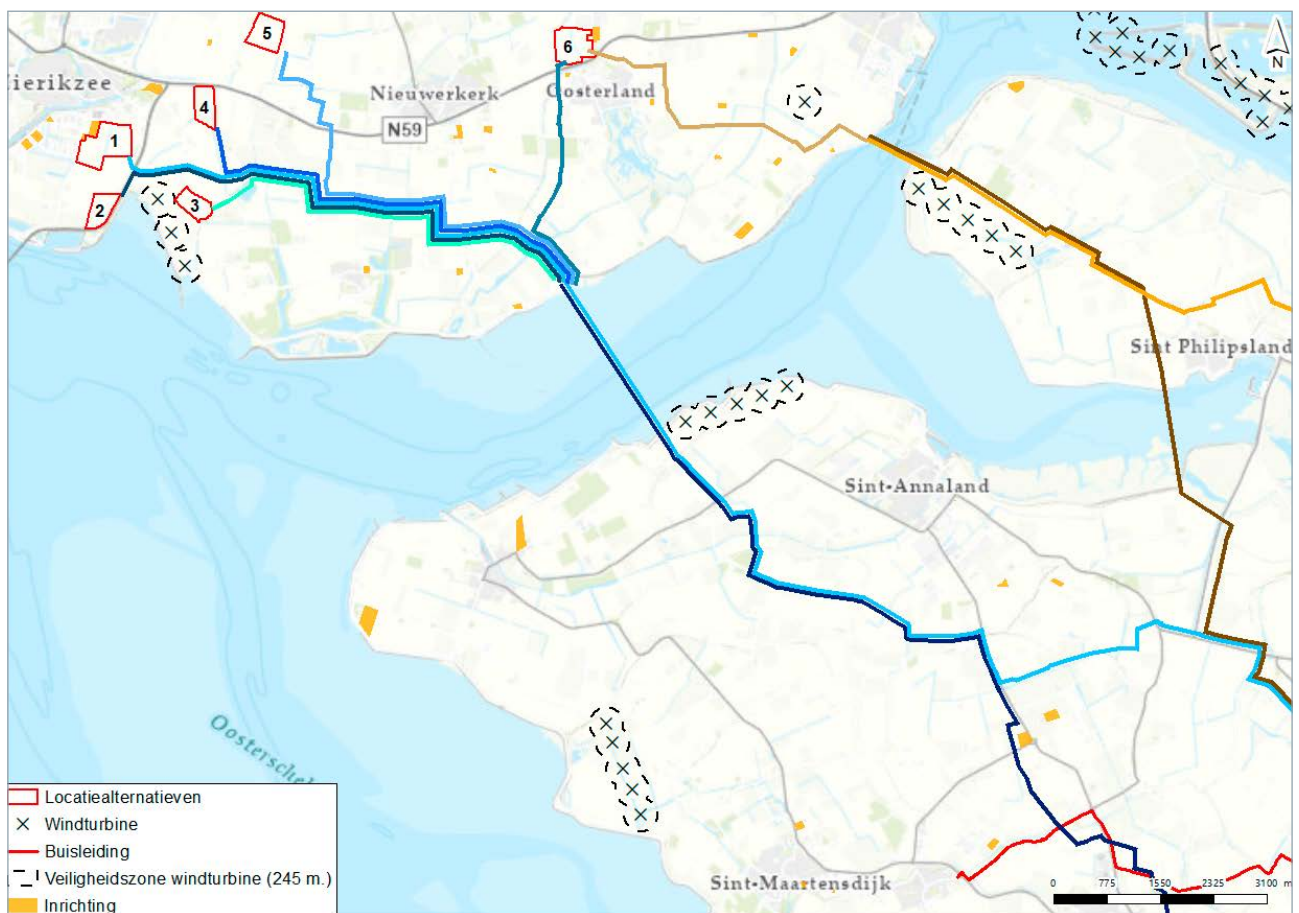 5
6
N
ierikzee
4
Nieuwerkerk
Oosterland
1
N59
2
3
Sint Philipsland
Sint-Annaland
Oosterschel
Locatiealternatieven
Windturbine
Buisleiding
Veiligheidszone windturbine (245 m.)
Inrichting
Sint-Maartensdijk
0 775 1550 2325 3100 m